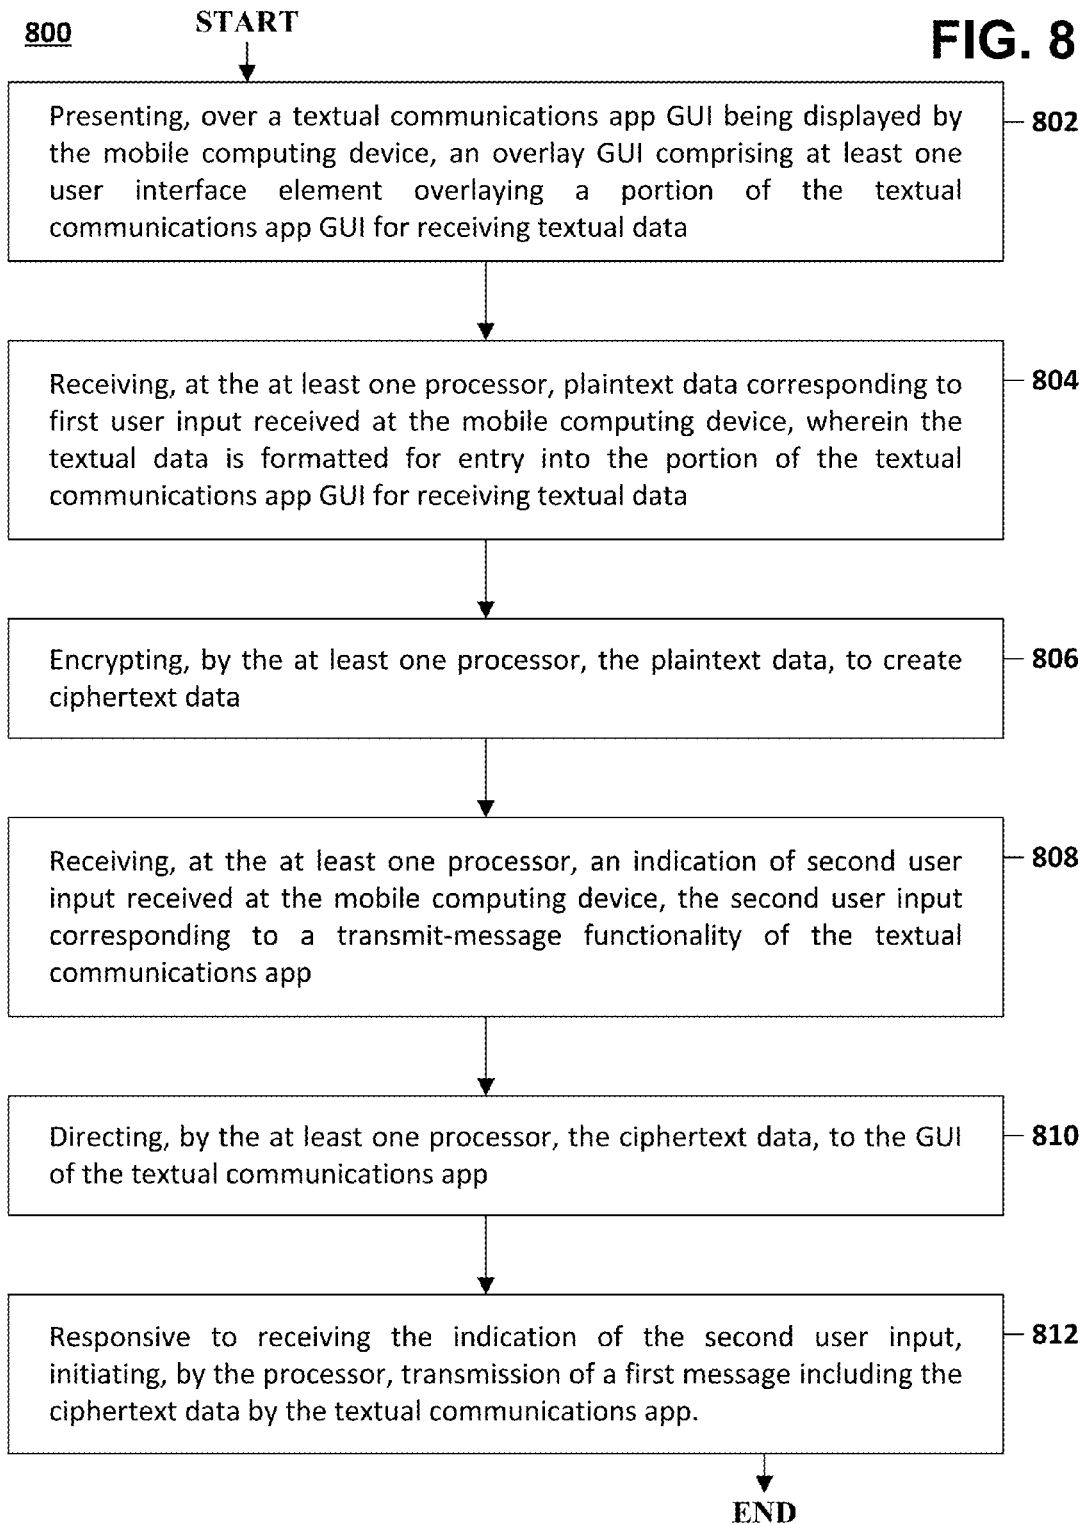 800
START
FIG. 8
Presenting, over a textual communications app GUI being displayed by
the mobile computing device, an overlay GUI comprising at least one
user interface element overlaying a portion of the textual
communications app GUI for receiving textual data
802
Receiving, at the at least one processor, plaintext data corresponding to
first user input received at the mobile computing device, wherein the
textual data is formatted for entry into the portion of the textual
communications app GUI for receiving textual data
804
Encrypting, by the at least one processor, the plaintext data, to create
ciphertext data
806
Receiving, at the at least one processor, an indication of second user
input received at the mobile computing device, the second user input
corresponding to a transmit-message functionality of the textual
communications app
808
Directing, by the at least one processor, the ciphertext data, to the GUI
of the textual communications app
810
Responsive to receiving the indication of the second user input,
initiating, by the processor, transmission of a first message including the
ciphertext data by the textual communications app.
812
END